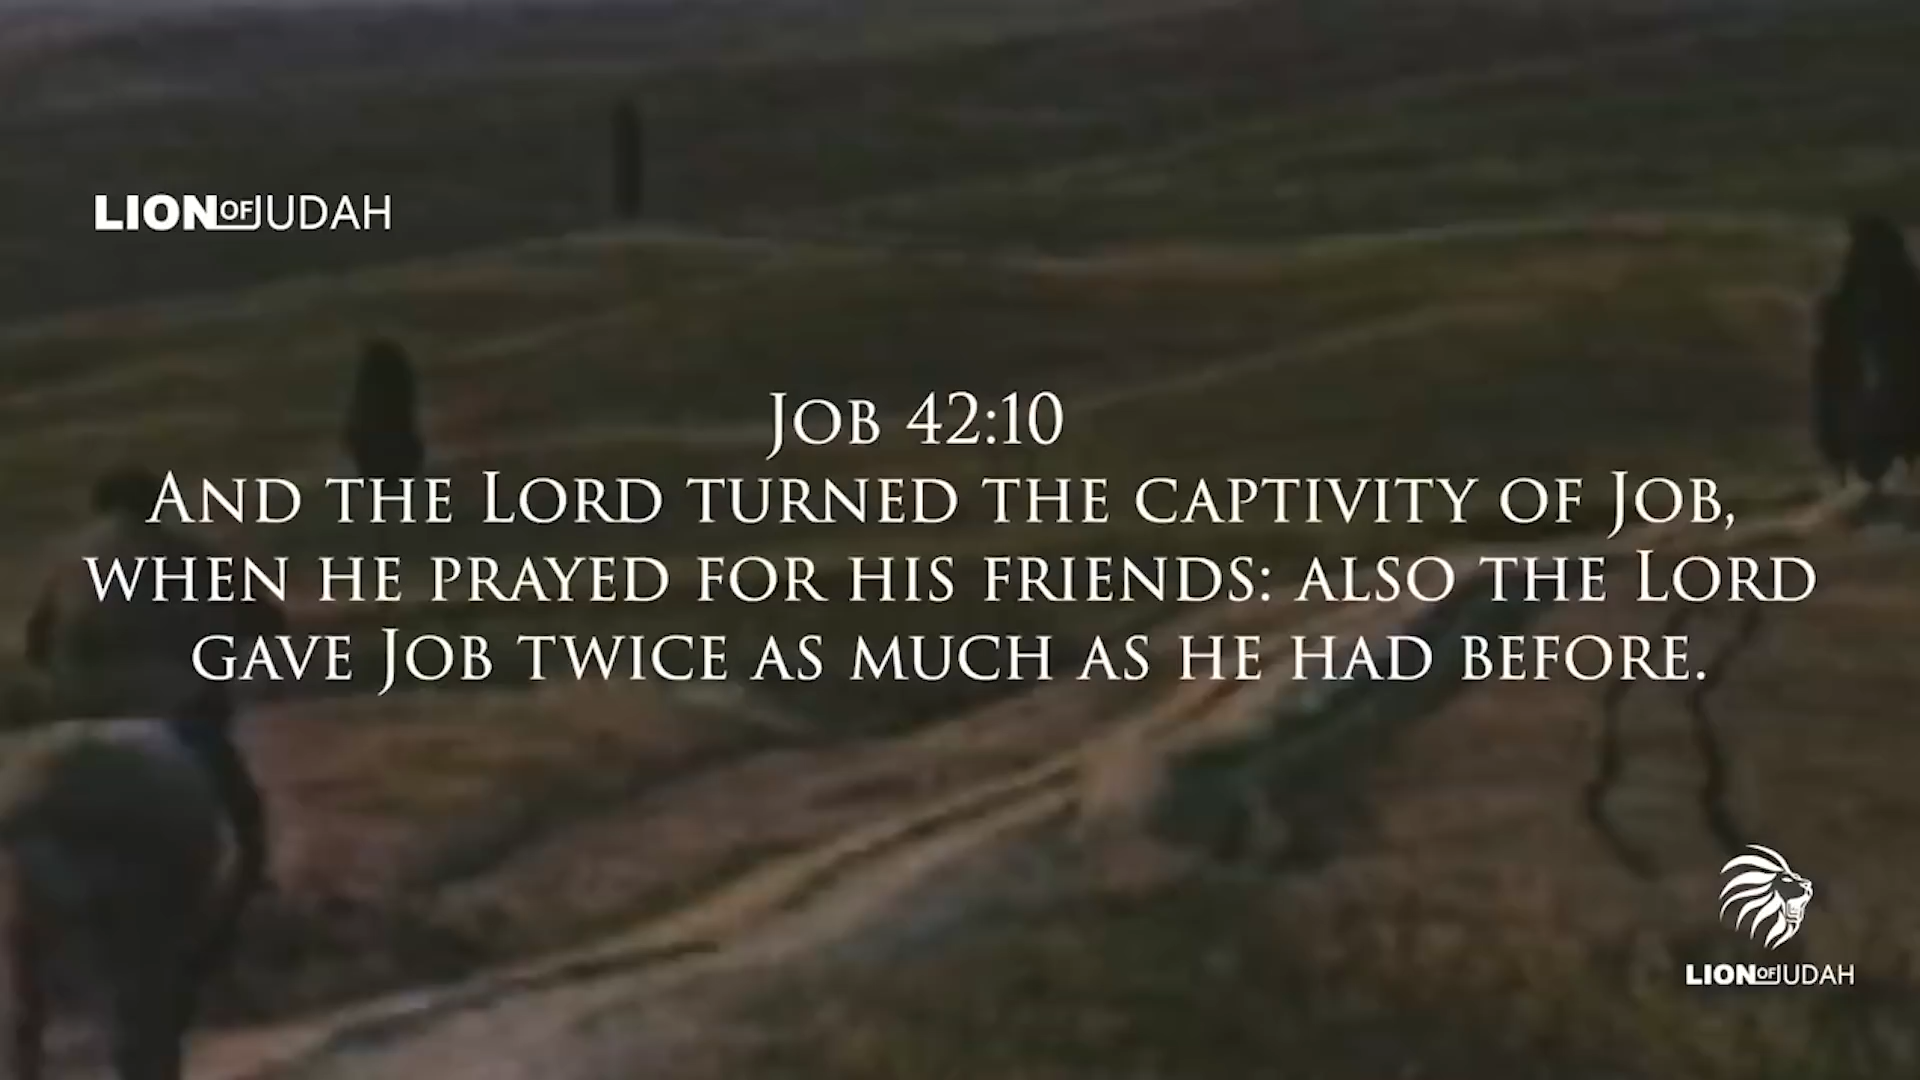 LION OF JUDAH
Job 42:10
And the Lord turned the captivity of Job,
when he prayed for his friends: also the Lord
gave Job twice as much as he had before.
LION OF JUDAH